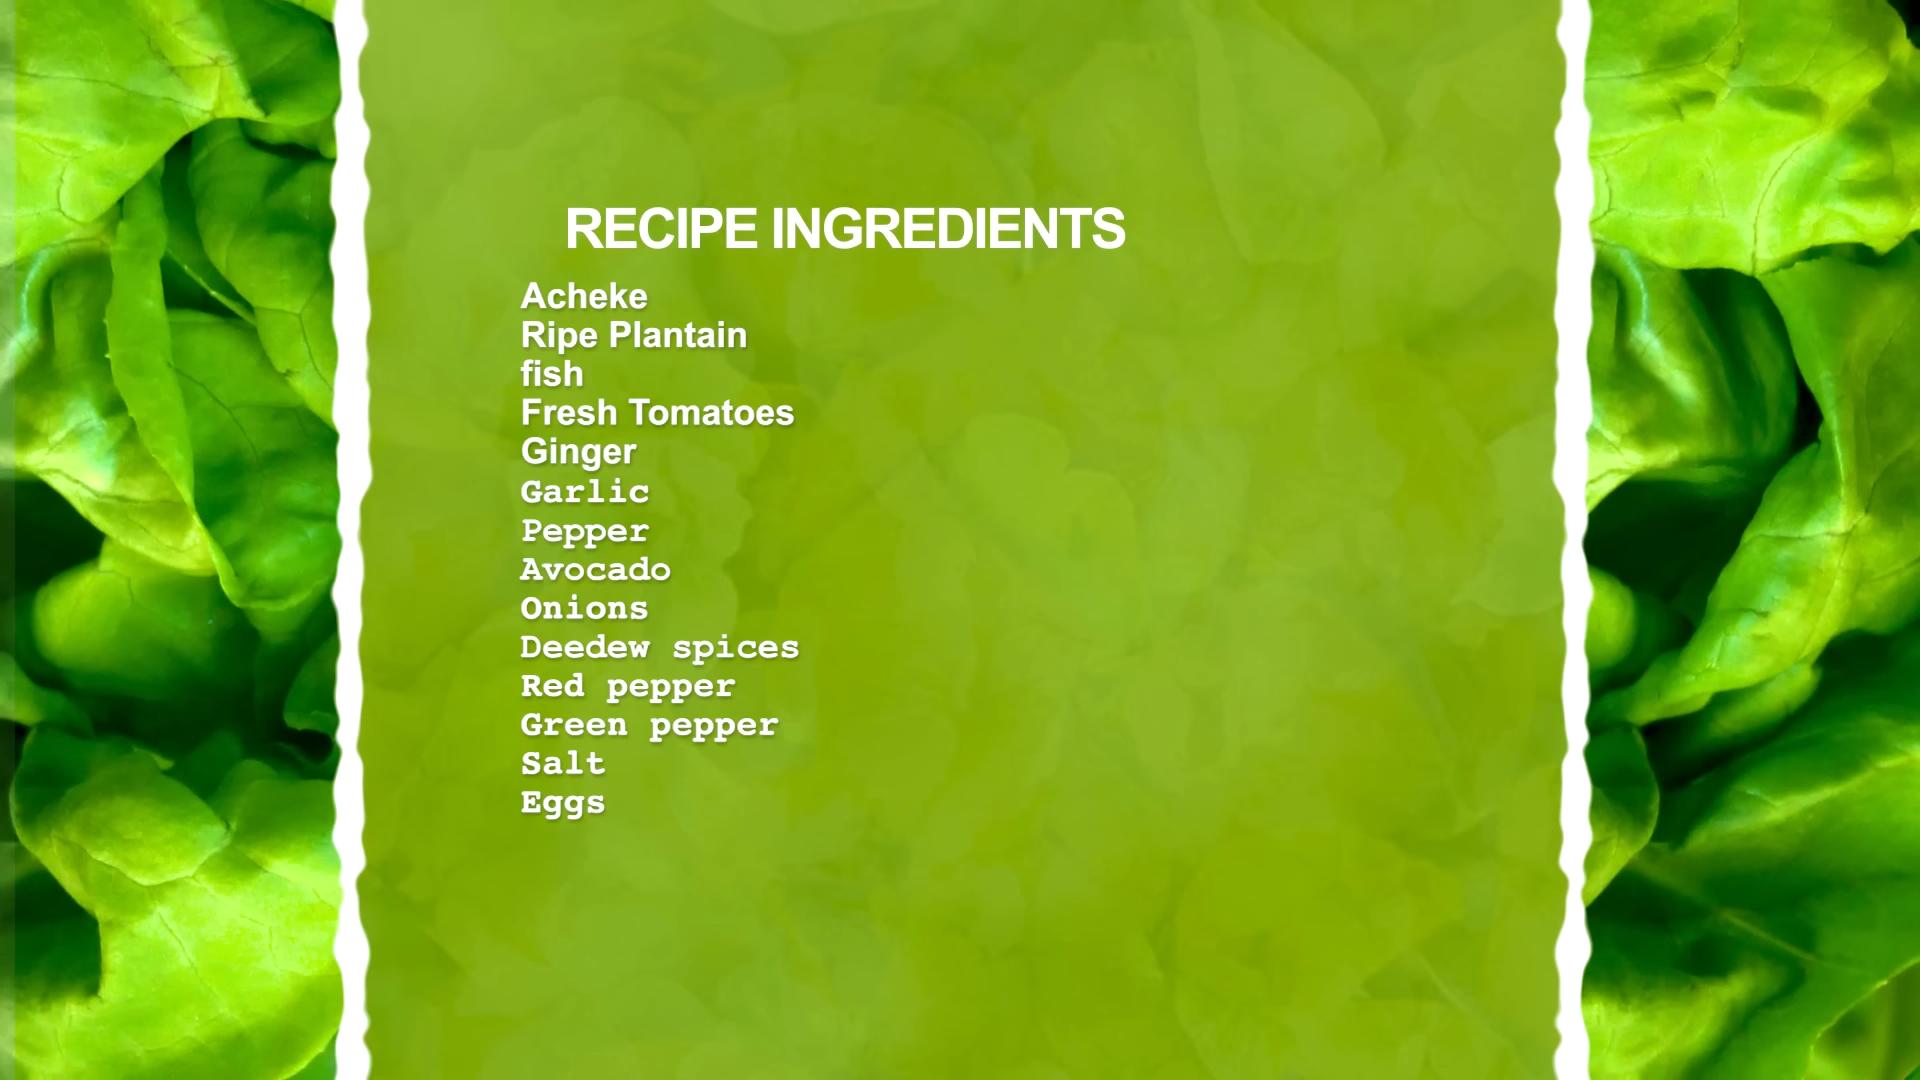 RECIPE INGREDIENTS
Acheke
Ripe Plantain
fish
Fresh Tomatoes
Ginger
Garlic
Pepper
Avocado
Onions
Deedew spices
Red pepper
Green pepper
Salt
Eggs